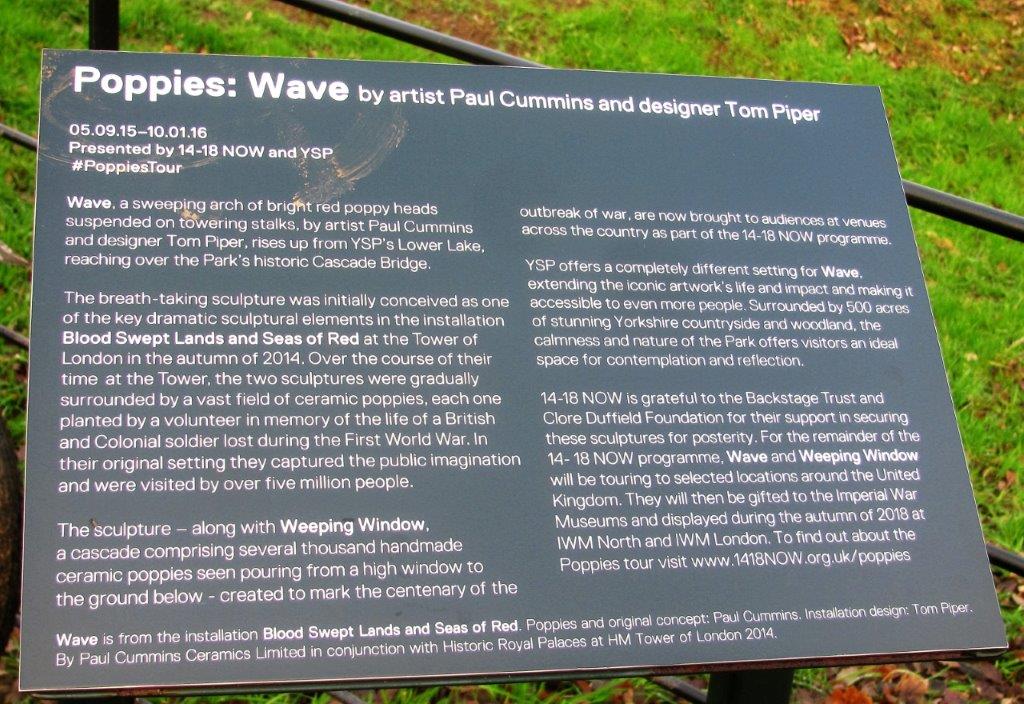 Poppies: Wave by artist Paul Cummins and designer Tom Piper
05.09.15–10.01.16
Presented by 14-18 NOW and YSP
#PoppiesTour
Wave, a sweeping arch of bright red poppy heads
suspended on towering stalks, by artist Paul Cummins
and designer Tom Piper, rises up from YSP's Lower Lake,
reaching over the Park's historic Cascade Bridge.
The breath-taking sculpture was initially conceived as one
of the key dramatic sculptural elements in the installation
Blood Swept Lands and Seas of Red at the Tower of
London in the autumn of 2014. Over the course of their
time at the Tower, the two sculptures were gradually
surrounded by a vast field of ceramic poppies, each one
planted by a volunteer in memory of the life of a British
and Colonial soldier lost during the First World War. In
their original setting they captured the public imagination
and were visited by over five million people.
The sculpture – along with Weeping Window,
a cascade comprising several thousand handmade
ceramic poppies seen pouring from a high window to
the ground below - created to mark the centenary of the
outbreak of war, are now brought to audiences at venues
across the country as part of the 14-18 NOW programme.
YSP offers a completely different setting for Wave,
extending the iconic artwork's life and impact and making it
accessible to even more people. Surrounded by 500 acres
of stunning Yorkshire countryside and woodland, the
calmness and nature of the Park offers visitors an ideal
space for contemplation and reflection.
14-18 NOW is grateful to the Backstage Trust and
Clore Duffield Foundation for their support in securing
these sculptures for posterity. For the remainder of the
14- 18 NOW programme, Wave and Weeping Window
will be touring to selected locations around the United
Kingdom. They will then be gifted to the Imperial War
Museums and displayed during the autumn of 2018 at
IWM North and IWM London. To find out about the
Poppies tour visit www.1418NOW.org.uk/poppies
Wave is from the installation Blood Swept Lands and Seas of Red. Poppies and original concept: Paul Cummins. Installation design: Tom Piper.
By Paul Cummins Ceramics Limited in conjunction with Historic Royal Palaces at HM Tower of London 2014.